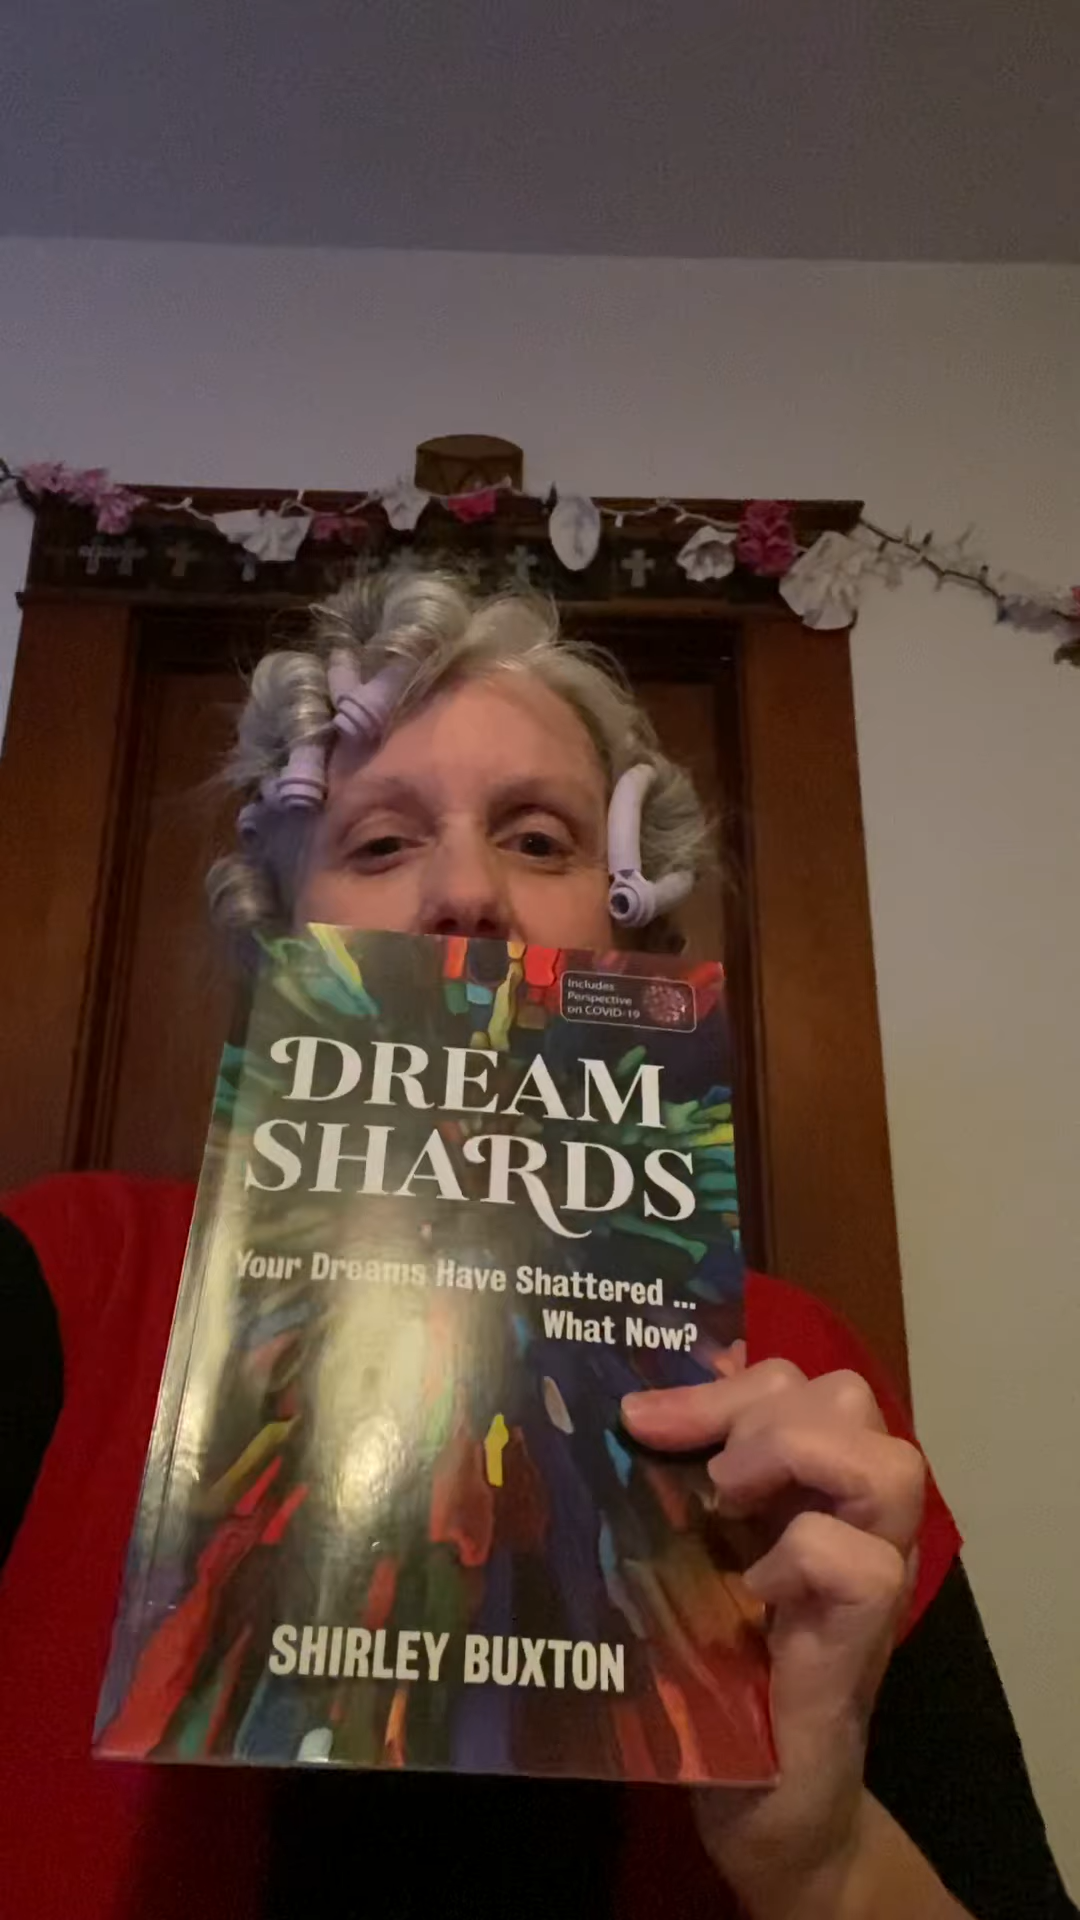 Includes
Perspective
on COVID-19
DREAM
SHARDS
Your Dreams Have Shattered ...
What Now?
SHIRLEY BUXTON